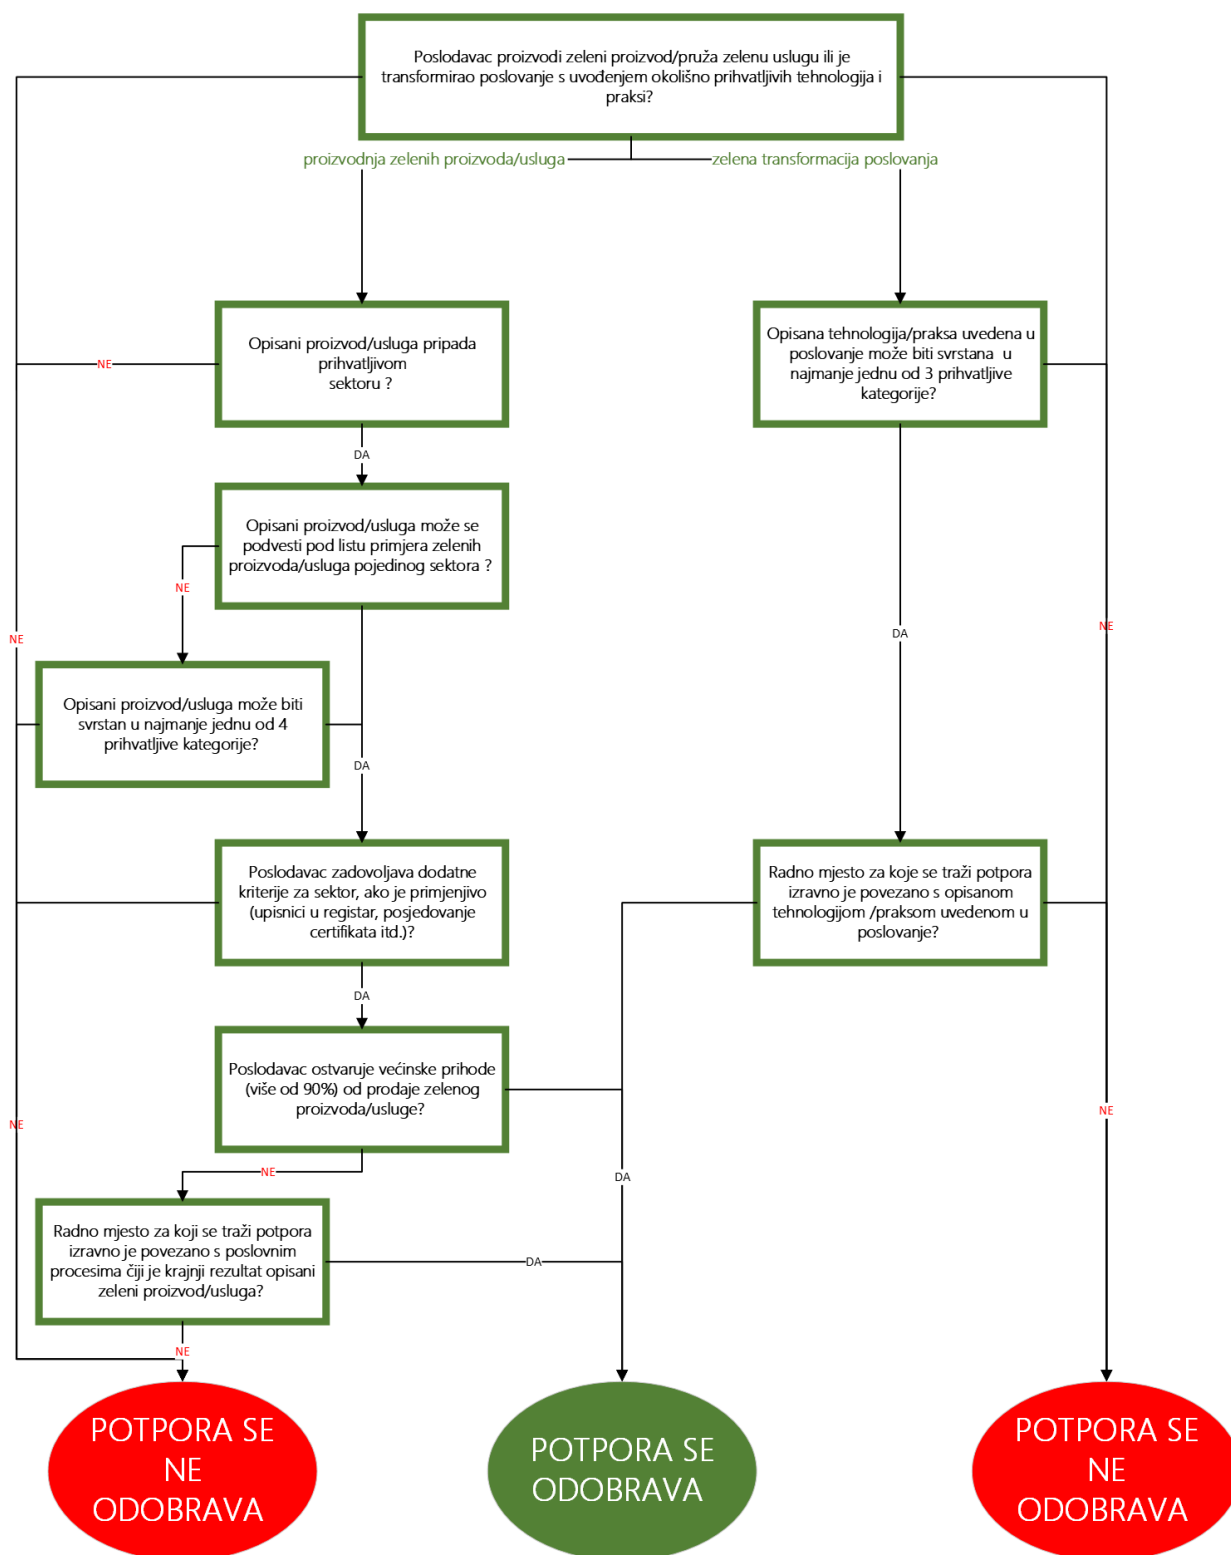 Poslodavac proizvodi zeleni proizvod/pruža zelenu uslugu ili je
transformirao poslovanje s uvođenjem okolišno prihvatljivih tehnologija i
praksi?
proizvodnja zelenih proizvoda/usluga
zelena transformacija poslovanja
Opisani proizvod/usluga pripada
prihvatljivom
sektoru ?
NE
Opisana tehnologija/praksa uvedena u
poslovanje može biti svrstana u
najmanje jednu od 3 prihvatljive
kategorije?
DA
Opisani proizvod/usluga može se
podvesti pod listu primjera zelenih
proizvoda/usluga pojedinog sektora ?
NE
NE
DA
NE
Opisani proizvod/usluga može biti
svrstan u najmanje jednu od 4
prihvatljive kategorije?
DA
Poslodavac zadovoljava dodatne
kriterije za sektor, ako je primjenjivo
(upisnici u registar, posjedovanje
certifikata itd.)?
Radno mjesto za koje se traži potpora
izravno je povezano s opisanom
tehnologijom /praksom uvedenom u
poslovanje?
DA
Poslodavac ostvaruje većinske prihode
(više od 90%) od prodaje zelenog
proizvoda/usluge?
NE
NE
NE
DA
Radno mjesto za koji se traži potpora
izravno je povezano s poslovnim
procesima čiji je krajnji rezultat opisani
zeleni proizvod/usluga?
DA
NE
POTPORA SE
NE
ODOBRAVA
POTPORA SE
ODOBRAVA
POTPORA SE
NE
ODOBRAVA